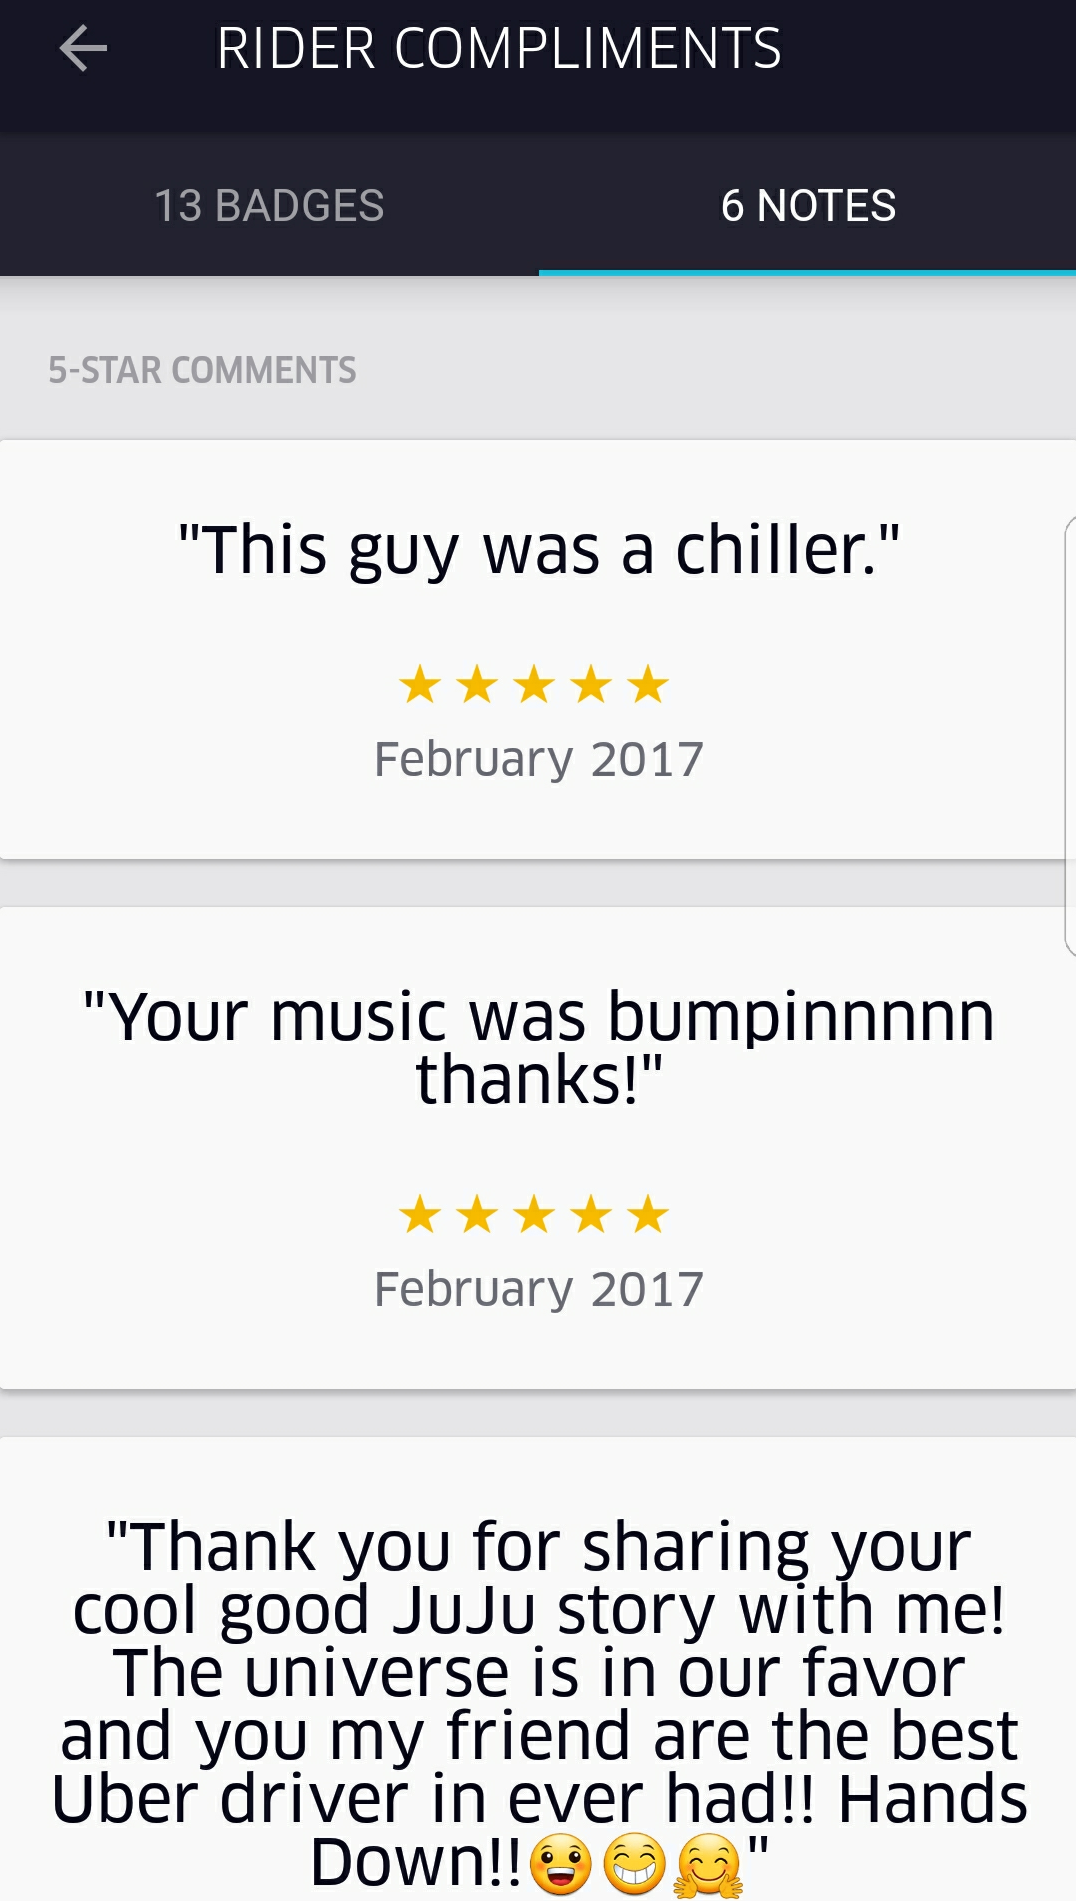 RIDER COMPLIMENTS
13 BADGES
6 NOTES
5-STAR COMMENTS
"This guy was a chiller."
★★★★★
February 2017
"Your music was bumpinnnnn
thanks!"
★★★★★
February 2017
"Thank you for sharing your
cool good JuJu story with me!
The universe is in our favor
and you my friend are the best
Uber driver in ever had!! Hands
Down!!😀😁🤗"